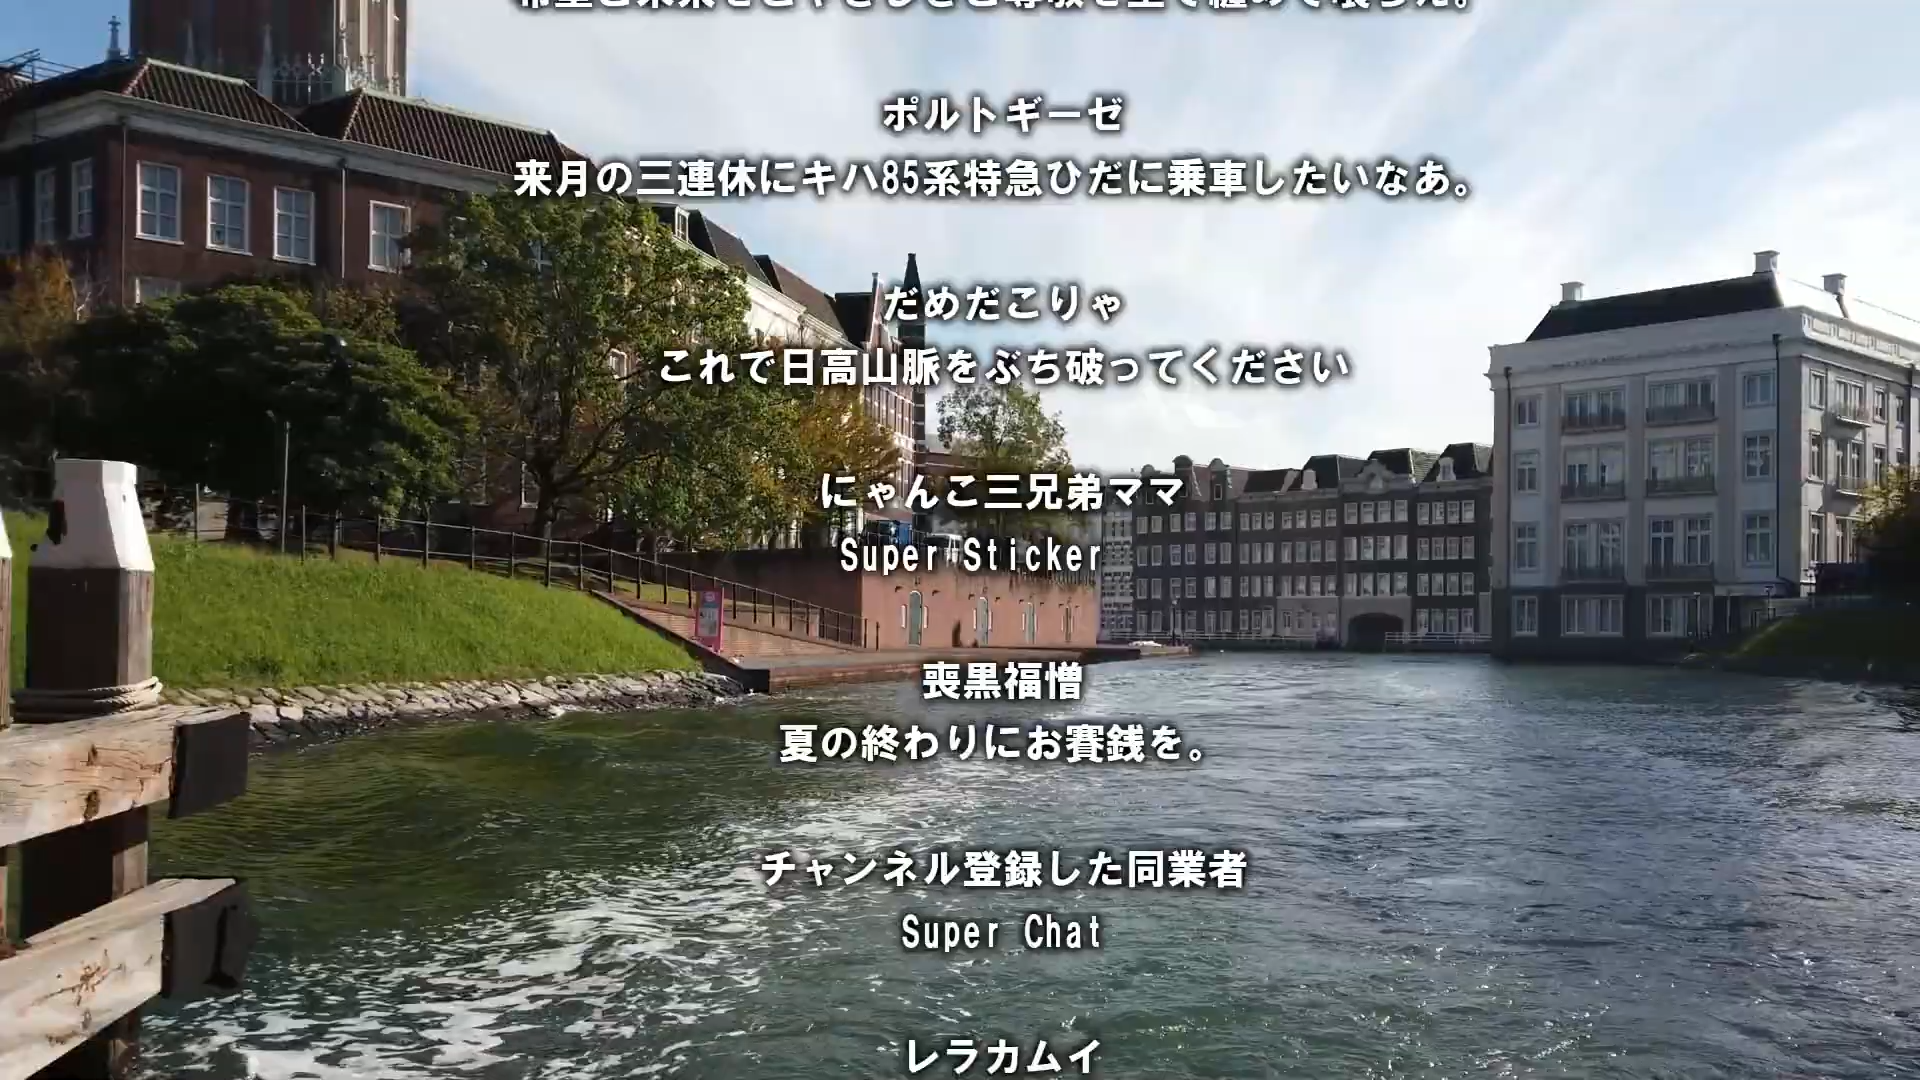 ポルトギーゼ
来月の三連休にキハ85系特急ひだに乗車したいなあ。
だめだこりゃ
これで日高山脈をぶち破ってください
にゃんこ三兄弟ママ
Super Sticker
喪黒福憎
夏の終わりにお賽銭を。
チャンネル登録した同業者
Super Chat
レラカムイ